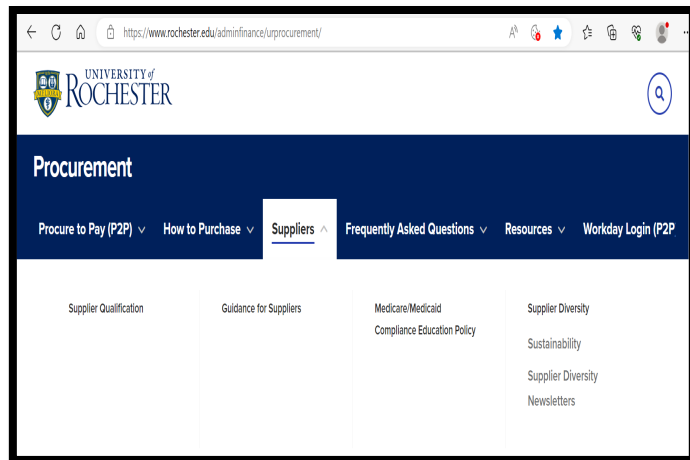 https://www.rochester.edu/adminfinance/urprocurement/
UNIVERSITY of
ROCHESTER
Procurement
Procure to Pay (P2P) How to Purchase Suppliers Frequently Asked Questions Resources Workday Login (P2P
Supplier Qualification Guidance for Suppliers Medicare/Medicaid Supplier Diversity
Compliance Education Policy
Sustainability
Supplier Diversity
Newsletters